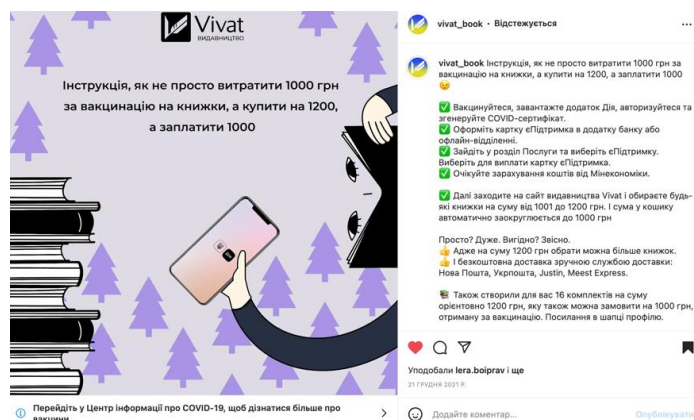 Vivat
ВИДАВНИЦТВО
Інструкція, як не просто витратити 1000 грн
за вакцинацію на книжки, а купити на 1200,
а заплатити 1000
Перейдіть у Центр інформації про COVID-19, щоб дізнатися більше про
вакцини
vivat_book • Відстежується
vivat_book Інструкція, як не просто витратити 1000 грн за
вакцинацію на книжки, а купити на 1200, а заплатити 1000
😉
✅ Вакцинуйтеся, завантажте додаток Дія, авторизуйтеся та
згенеруйте COVID-сертифікат.
✅ Оформіть картку єПідтримка в додатку банку або
офлайн-відділенні.
✅ Зайдіть у розділ Послуги та виберіть єПідтримку.
Виберіть для виплати картку єПідтримка.
✅ Очікуйте зарахування коштів від Мінекономіки.
✅ Далі заходите на сайт видавництва Vivat і обираєте будь-
які книжки на суму від 1001 до 1200 грн. І сума у кошику
автоматично заокруглюється до 1000 грн
Просто? Дуже. Вигідно? Звісно.
👍 Адже на суму 1200 грн обрати можна більше книжок.
👍 І безкоштовна доставка зручною службою доставки:
Нова Пошта, Укрпошта, Justin, Meest Express.
📚 Також створили для вас 16 комплектів на суму
орієнтовно 1200 грн, яку також можна замовити на 1000 грн,
отриману за вакцинацію. Посилання в шапці профілю.
Уподобали lera.boiprav і ще
21 ГРУДНЯ 2021 Р.
Додайте коментар...
Опублікувати